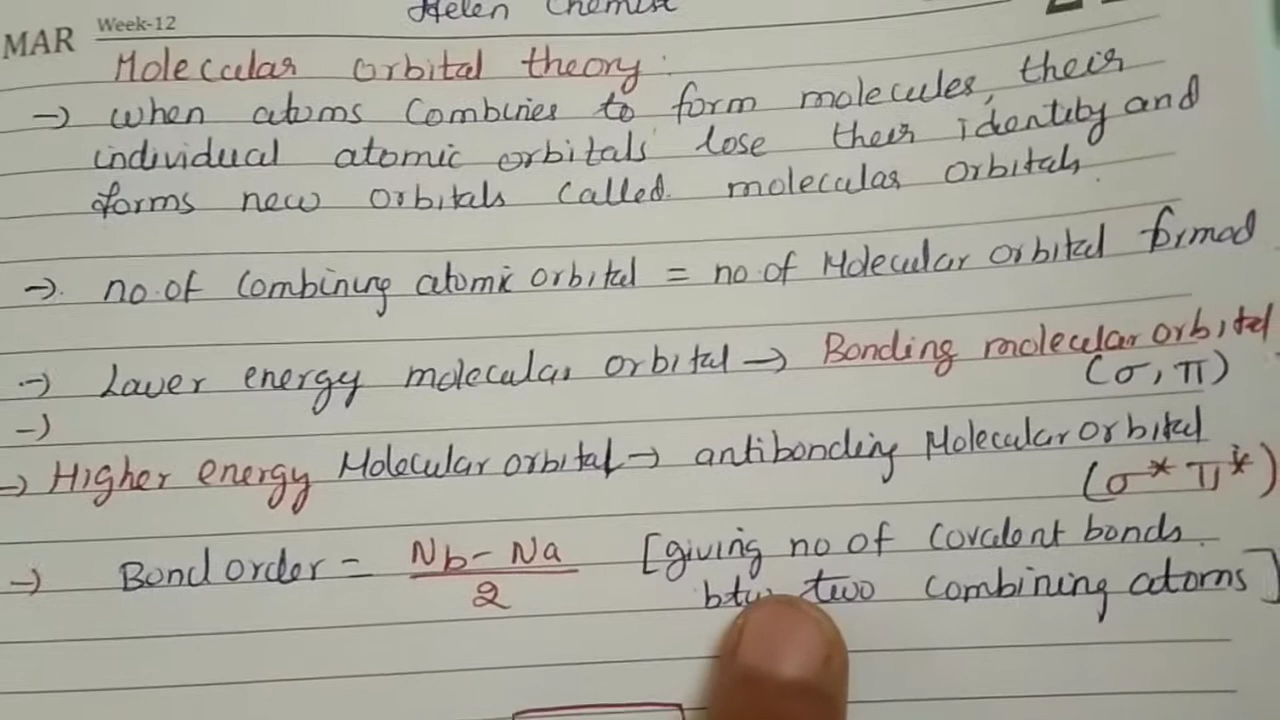 Helen Chemist
MAR Week-12
Molecular orbital theory:
→ when atoms combines to form molecules, their
individual atomic orbitals lose their identity and
forms new orbitals called molecular orbitals.
→ no. of Combining atomic orbital = no. of Molecular orbital formed
→ Lower energy molecular orbital → Bonding molecular orbital
(σ, π)
→
→ Higher energy Molecular orbital → antibonding Molecular orbital
(σ* π*)
→ Bond order = Nb - Na / 2 [giving no of covalent bonds
btw two combining atoms]